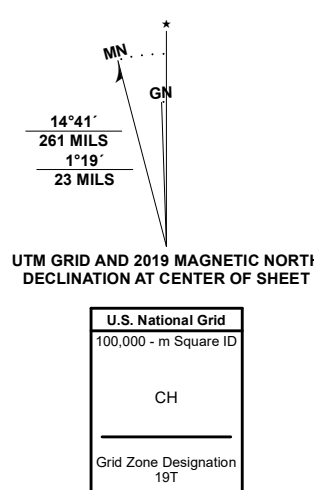 ★
MN
GN
14°41´
261 MILS
1°19´
23 MILS
UTM GRID AND 2019 MAGNETIC NORTH
DECLINATION AT CENTER OF SHEET
U.S. National Grid
100,000 - m Square ID
CH
Grid Zone Designation
19T